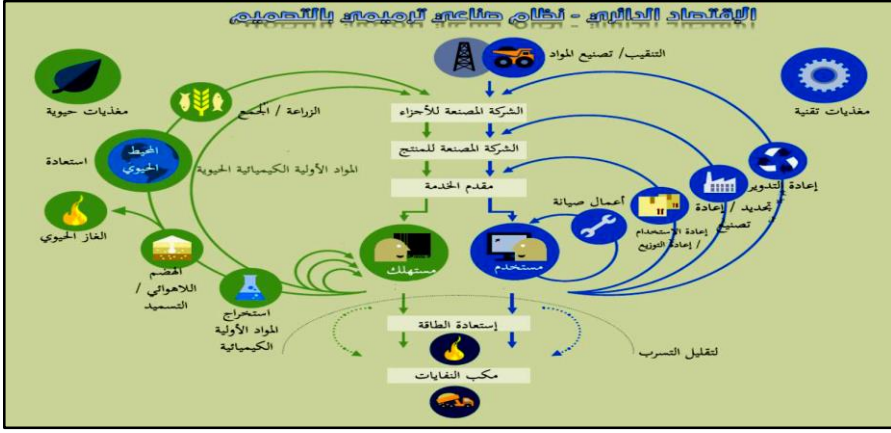 الإقتصاد الدائري - نظام صناعي ترميمي بالتصميم
التنقيب/ تصنيع المواد
مغذيات حيوية
مغذيات تقنية
الزراعة / الجمع
الشركة المصنعة للأجزاء
المحيط
الحيوي
استعادة
المواد الأولية الكيميائية الحيوية
الشركة المصنعة للمنتج
مقدم الخدمة
إعادة التدوير
تجديد / إعادة
تصنيع
أعمال صيانة
إعادة الاستخدام
/ إعادة التوزيع
الغاز الحيوي
مستهلك
مستخدم
الهضم
اللاهوائي /
التسميد
استخراج
المواد الأولية
الكيميائية
إستعادة الطاقة
لتقليل التسرب
مكب النفايات